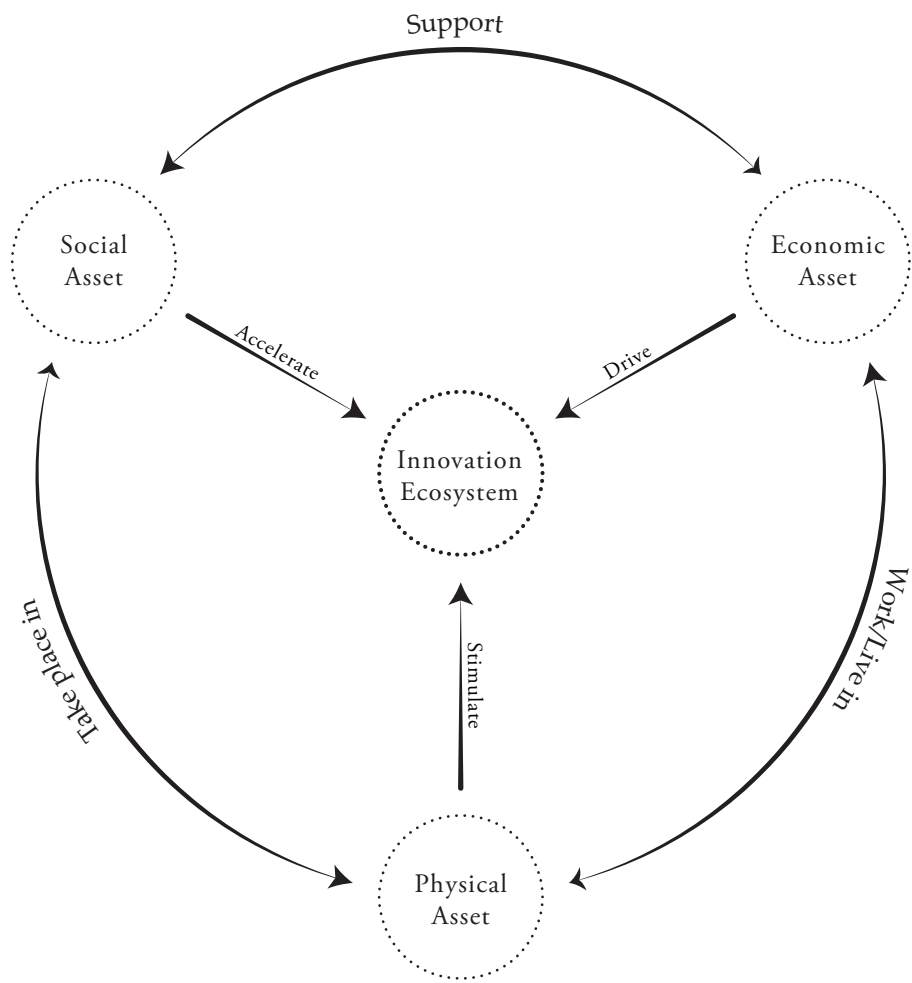 Support
Social
Asset
Economic
Asset
Accelerate
Drive
Innovation
Ecosystem
Take place in
Stimulate
Work/Live in
Physical
Asset